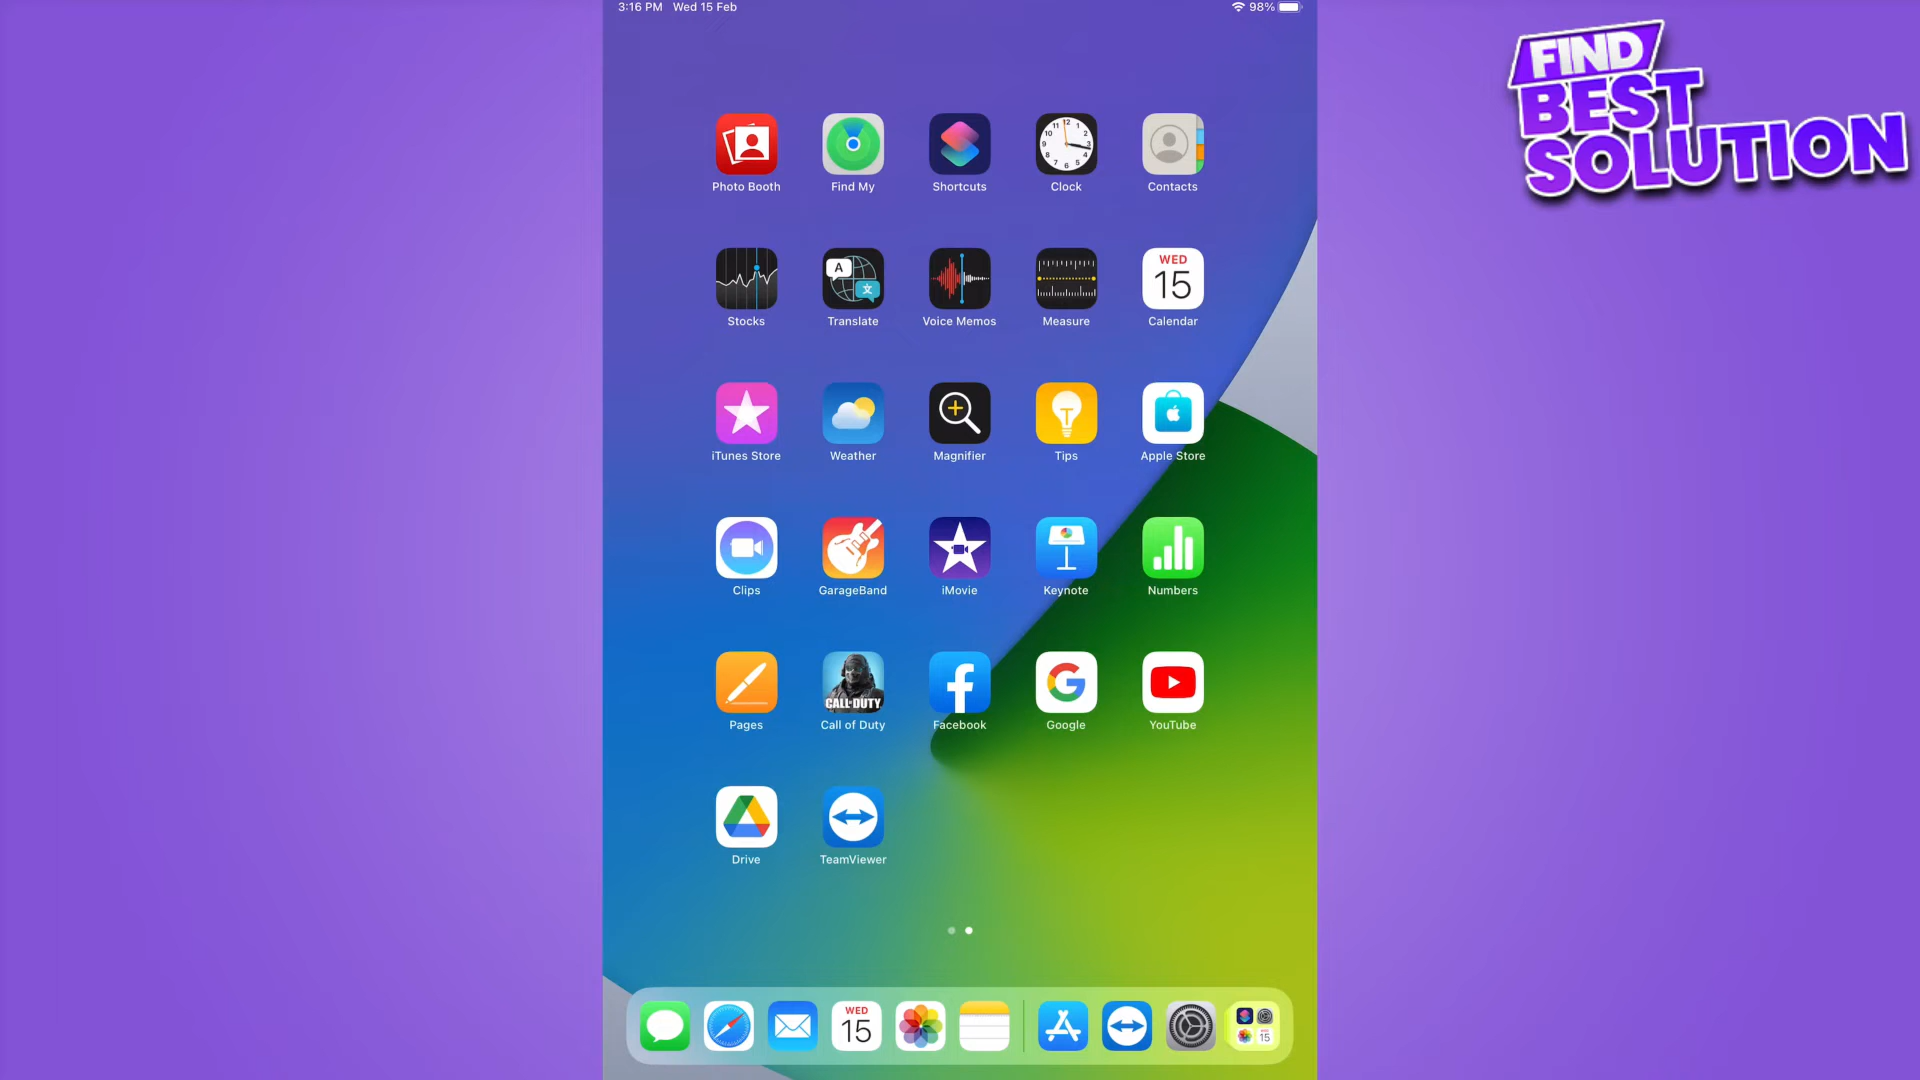 3:16 PM Wed 15 Feb
98%
FIND
BEST
SOLUTION
Photo Booth
Find My
Shortcuts
Clock
Contacts
WED
15
Stocks
Translate
Voice Memos
Measure
Calendar
iTunes Store
Weather
Magnifier
Tips
Apple Store
Clips
GarageBand
iMovie
Keynote
Numbers
CALL OF DUTY
Pages
Call of Duty
Facebook
Google
YouTube
Drive
TeamViewer
WED
15
15